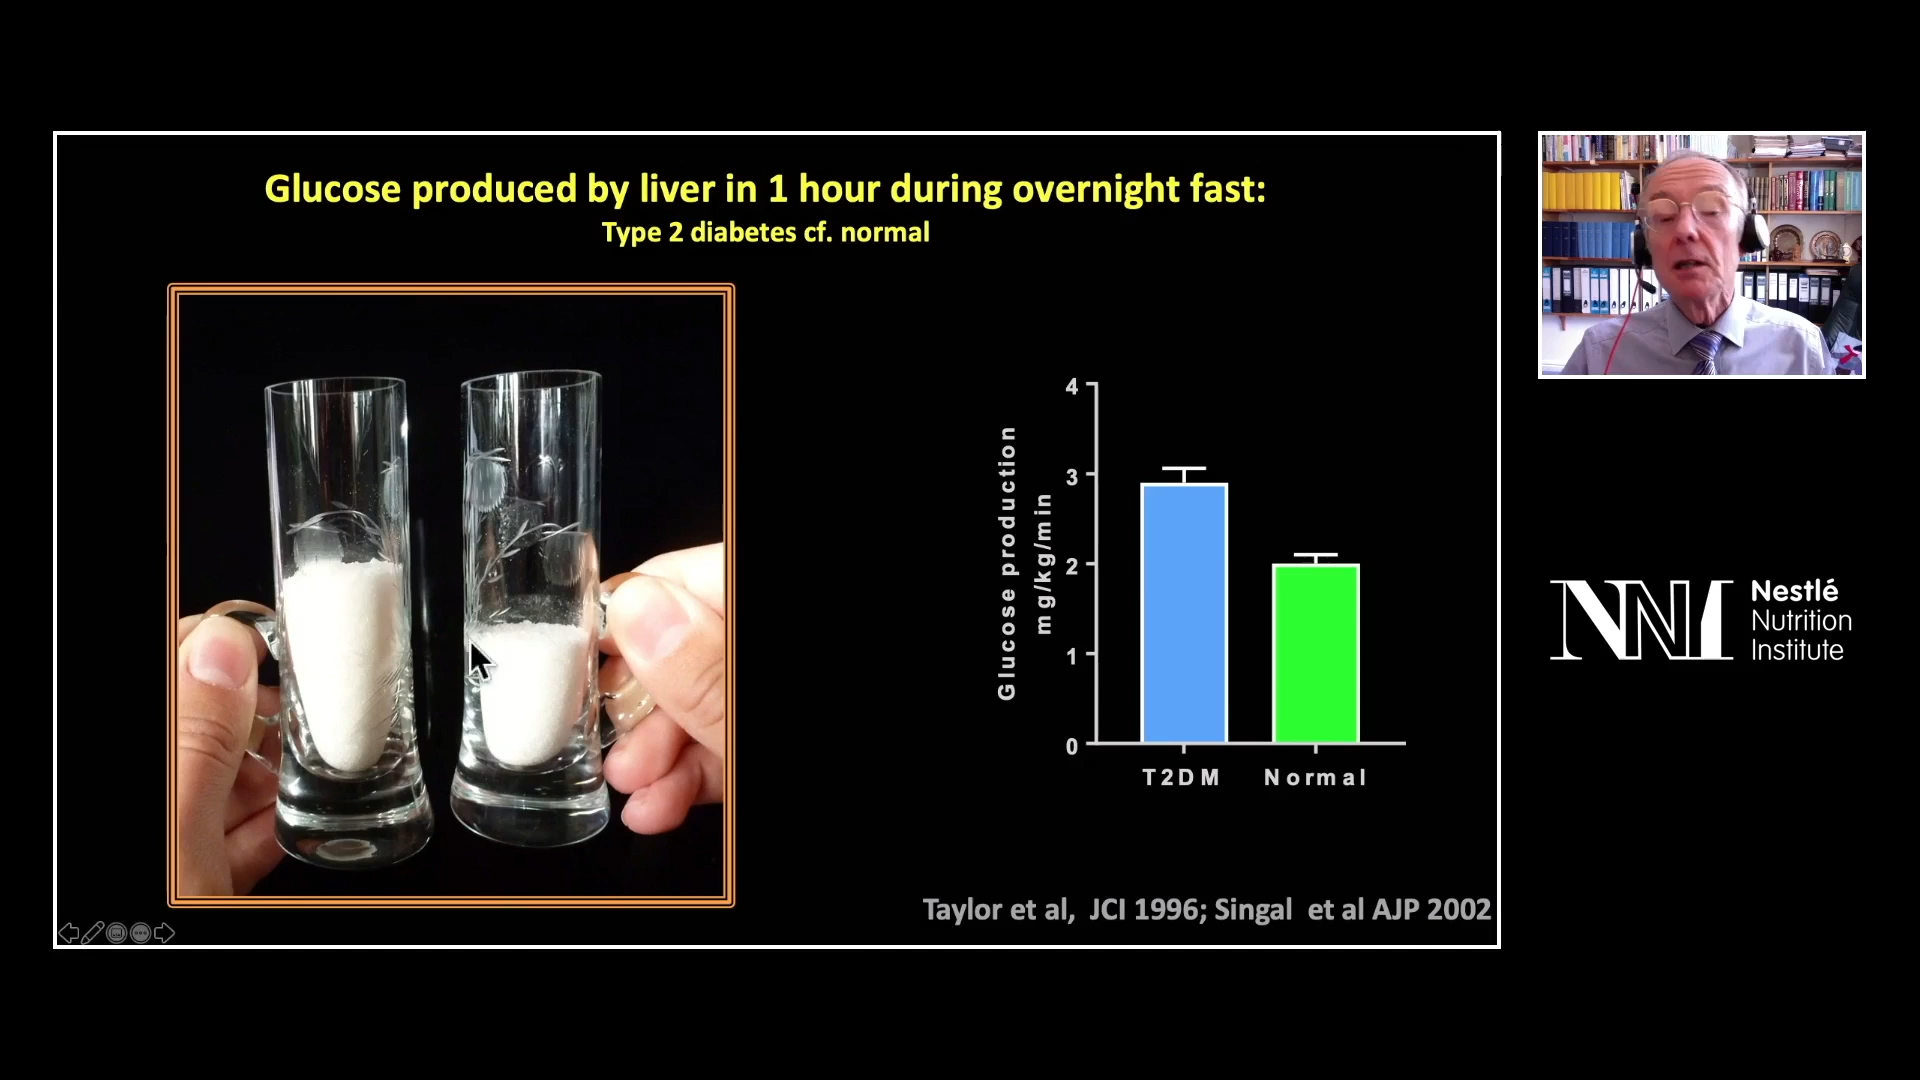 Glucose produced by liver in 1 hour during overnight fast:
Type 2 diabetes cf. normal
Glucose production
mg/kg/min
4
3
2
1
0
T2DM
Normal
Taylor et al, JCI 1996; Singal et al AJP 2002
NNI
Nestlé
Nutrition
Institute